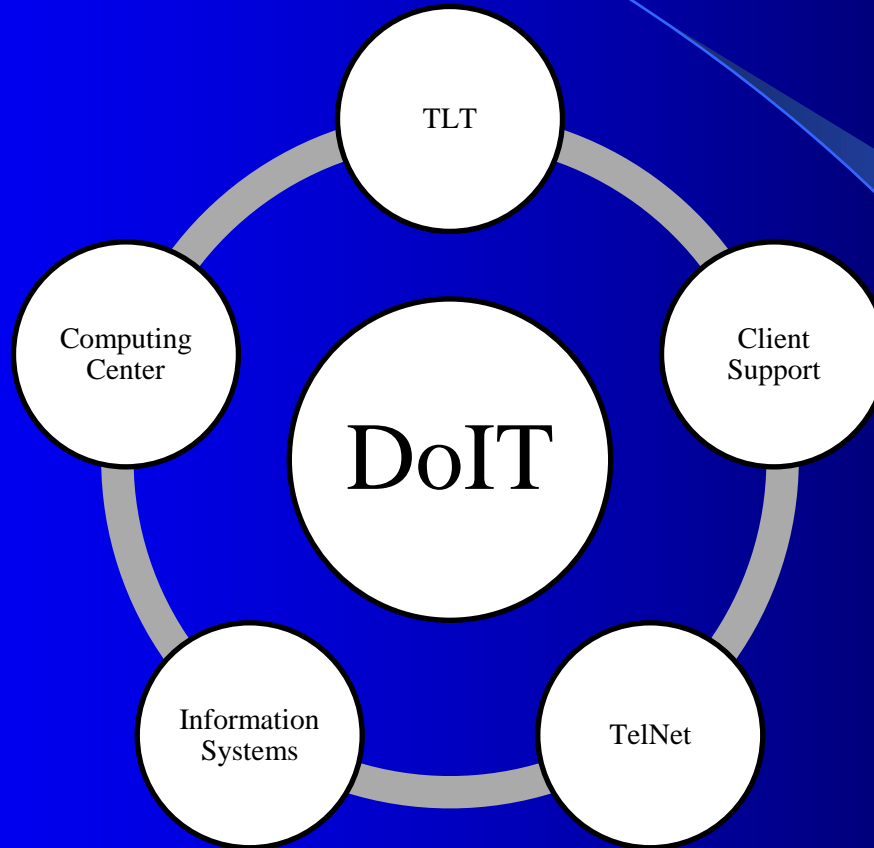 TLT
Computing
Center
Client
Support
DoIT
Information
Systems
TelNet